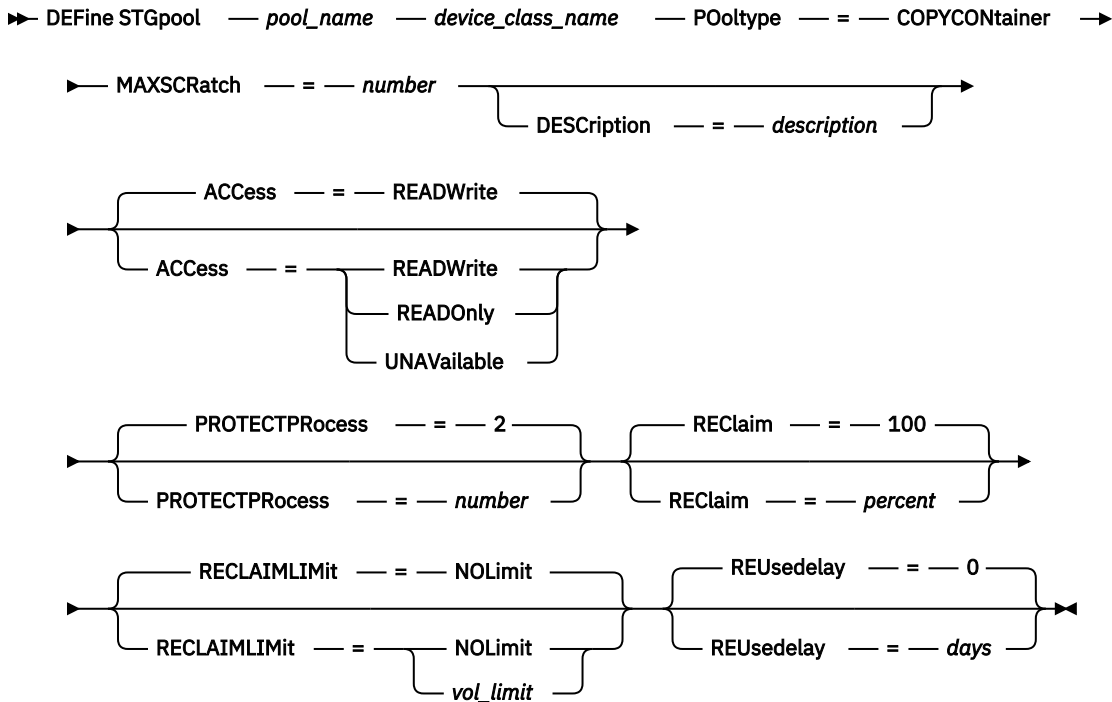 DEFine STGpool pool_name device_class_name POoltype = COPYCONtainer
MAXSCRatch = number
DESCription = description
ACCess = READWrite
ACCess = READWrite
READOnly
UNAVailable
PROTECTPRocess = 2 REClaim = 100
PROTECTPRocess = number REClaim = percent
RECLAIMLIMit = NOLimit REUsedelay = 0
RECLAIMLIMit = NOLimit REUsedelay = days
vol_limit